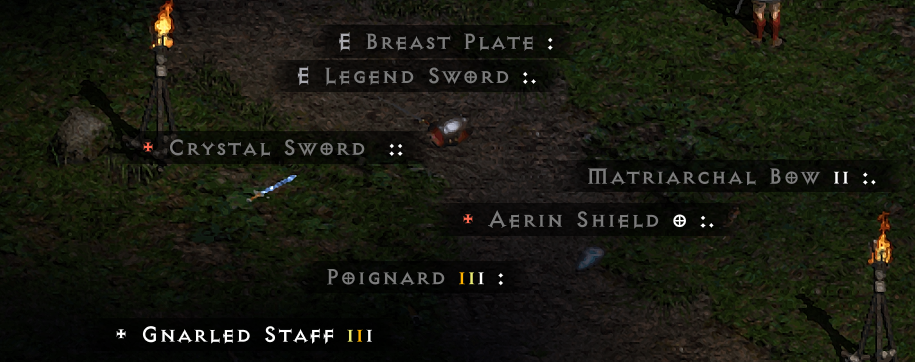 E Breast Plate :
E Legend Sword :.
Crystal Sword ::
Matriarchal Bow II :.
Aerin Shield ⊕ :.
Poignard III :
Gnarled Staff III